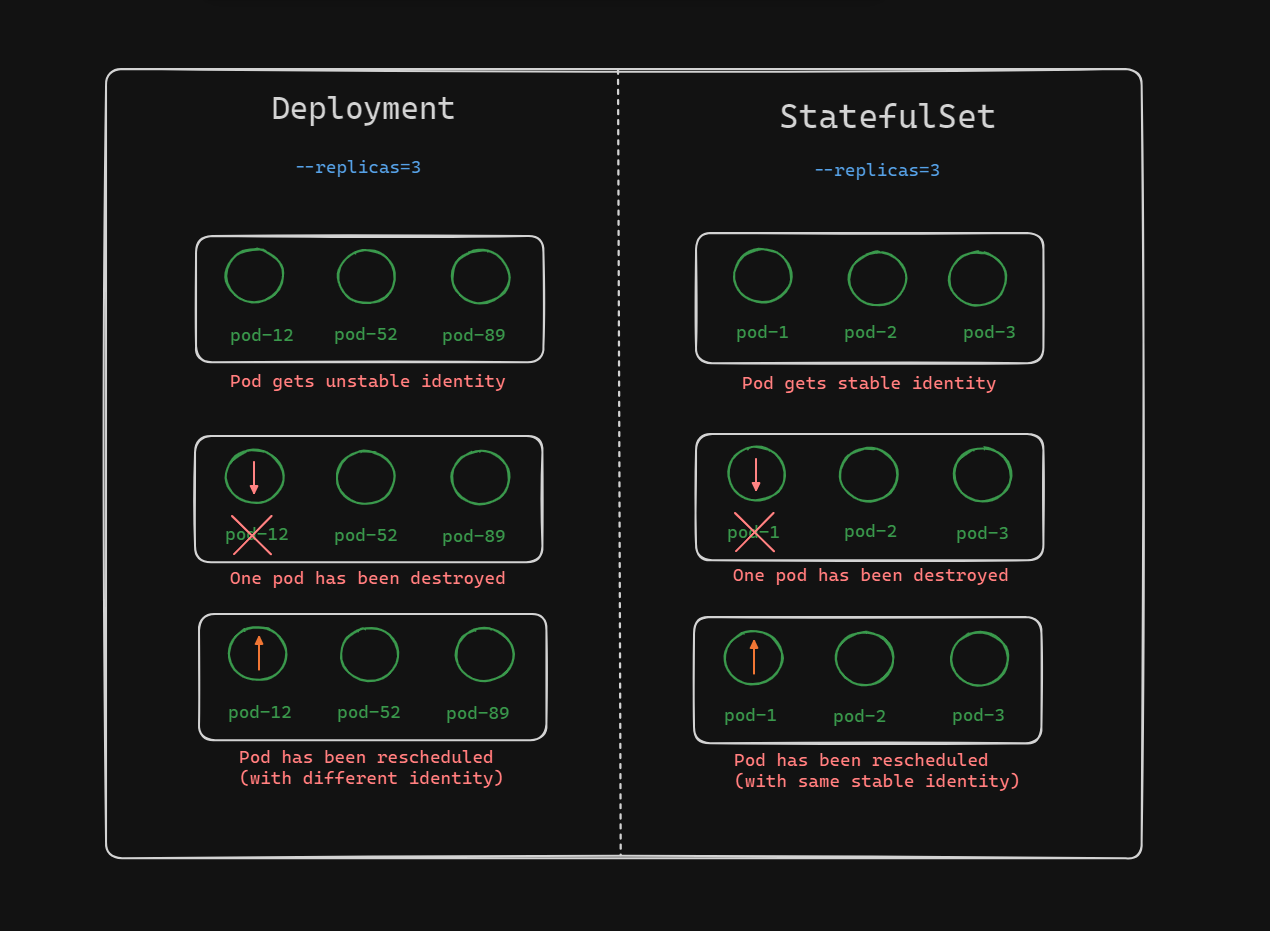 Deployment
--replicas=3
pod-12 pod-52 pod-89
Pod gets unstable identity
pod-12 pod-52 pod-89
One pod has been destroyed
pod-12 pod-52 pod-89
Pod has been rescheduled
(with different identity)
StatefulSet
--replicas=3
pod-1 pod-2 pod-3
Pod gets stable identity
pod-1 pod-2 pod-3
One pod has been destroyed
pod-1 pod-2 pod-3
Pod has been rescheduled
(with same stable identity)